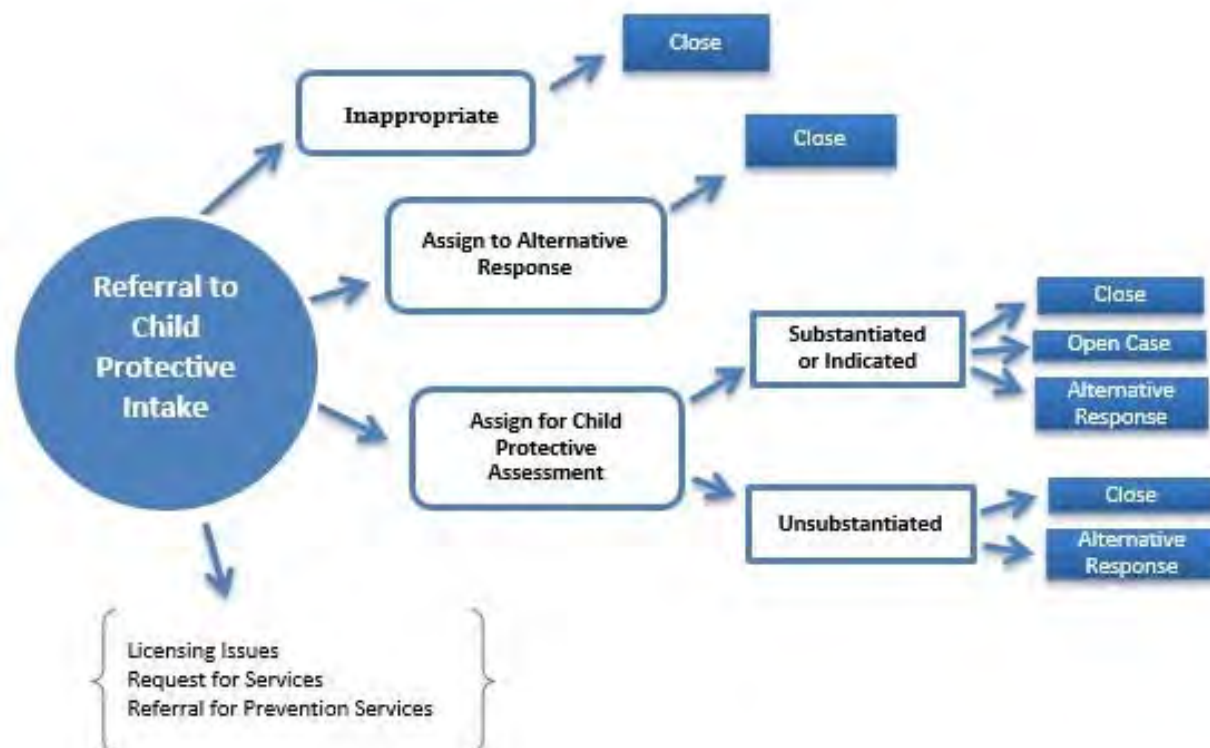 Close
Inappropriate
Close
Assign to Alternative
Response
Referral to
Child
Protective
Intake
Close
Substantiated
or Indicated
Open Case
Alternative
Response
Assign for Child
Protective
Assessment
Close
Unsubstantiated
Alternative
Response
Licensing Issues
Request for Services
Referral for Prevention Services